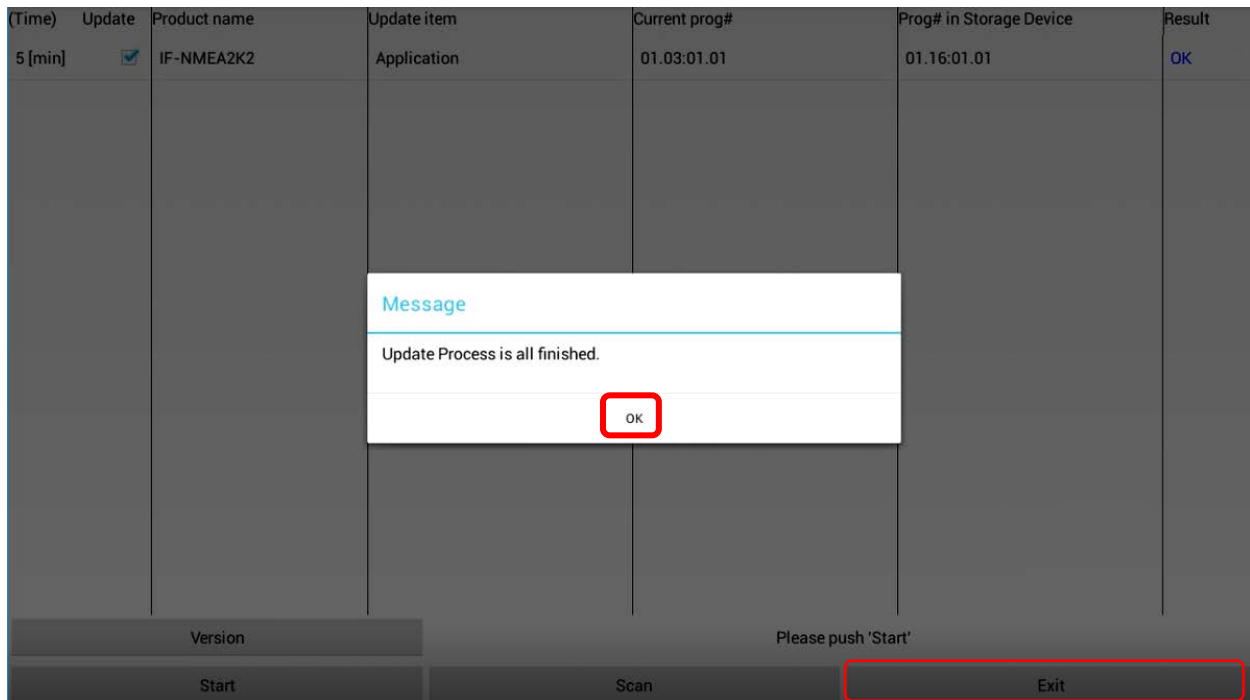 (Time) Update Product name Update item Current prog# Prog# in Storage Device Result
5 [min] IF-NMEA2K2 Application 01.03:01.01 01.16:01.01 OK
Message
Update Process is all finished.
OK
Version Please push 'Start'
Start Scan Exit